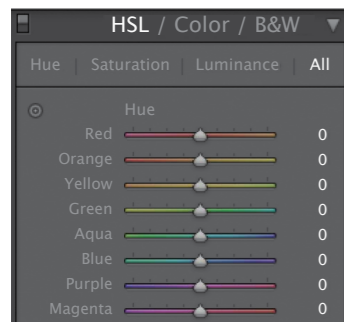 HSL / Color / B&W
Hue | Saturation | Luminance | All
Hue
Red 0
Orange 0
Yellow 0
Green 0
Aqua 0
Blue 0
Purple 0
Magenta 0